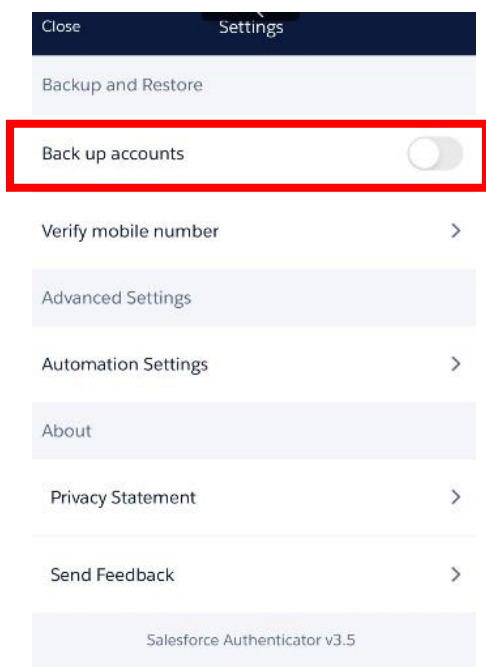 Close
Settings
Backup and Restore
Back up accounts
Verify mobile number
Advanced Settings
Automation Settings
About
Privacy Statement
Send Feedback
Salesforce Authenticator v3.5